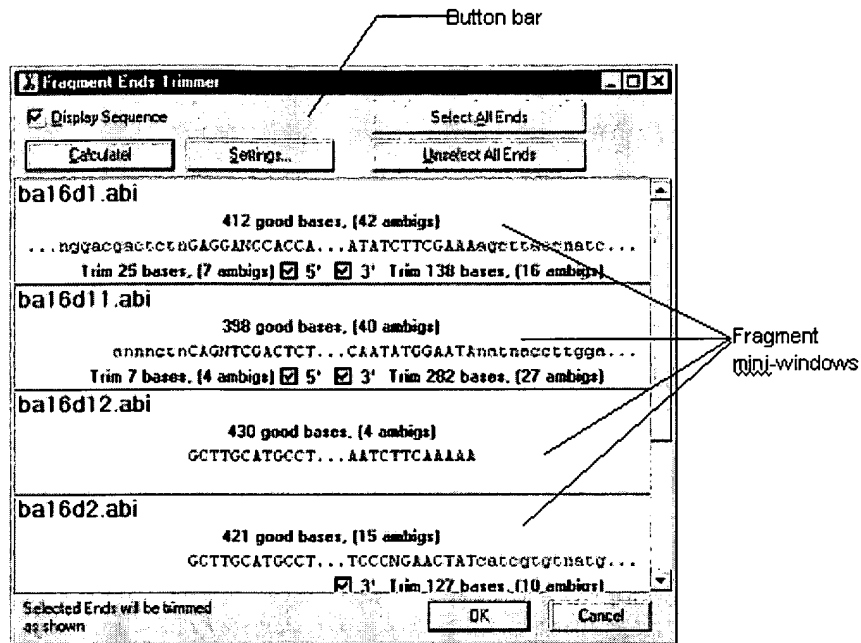 Button bar
Fragment Ends Trimmer
Display Sequence
Select All Ends
Calculate!
Settings...
Unselect All Ends
ba16d1.abi
412 good bases, (42 ambigs)
...nggacgactctnGAGGANCCACCA...ATATCTTCGAAAagcttaccnatc...
Trim 25 bases, (7 ambigs) 5' 3' Trim 138 bases, (16 ambigs)
ba16d11.abi
398 good bases, (40 ambigs)
annnctnCAGNTCGACTCT...CAATATGGAATAnatnaccttgga...
Trim 7 bases, (4 ambigs) 5' 3' Trim 282 bases, (27 ambigs)
Fragment
mini-windows
ba16d12.abi
430 good bases, (4 ambigs)
GCTTGCATGCCT...AATCTTCAAAAA
ba16d2.abi
421 good bases, (15 ambigs)
GCTTGCATGCCT...TCCCNGAACTATcatcgtgtnatg...
3' Trim 127 bases, (10 ambigs)
Selected Ends will be trimmed
as shown
OK
Cancel